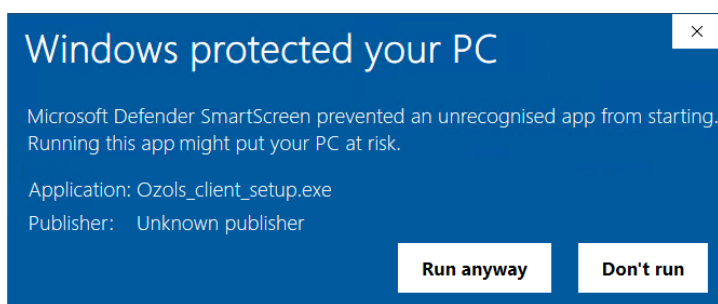 Windows protected your PC
Microsoft Defender SmartScreen prevented an unrecognised app from starting.
Running this app might put your PC at risk.
Application: Ozols_client_setup.exe
Publisher: Unknown publisher
Run anyway Don't run